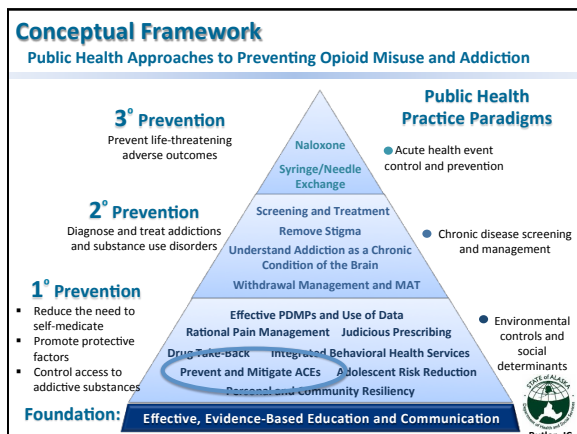 Conceptual Framework
Public Health Approaches to Preventing Opioid Misuse and Addiction
3° Prevention
Prevent life-threatening
adverse outcomes
Naloxone
Syringe/Needle
Exchange
Public Health
Practice Paradigms
Acute health event
control and prevention
2° Prevention
Diagnose and treat addictions
and substance use disorders
Screening and Treatment
Remove Stigma
Understand Addiction as a Chronic
Condition of the Brain
Withdrawal Management and MAT
Chronic disease screening
and management
1° Prevention
▪ Reduce the need to
self-medicate
▪ Promote protective
factors
▪ Control access to
addictive substances
Effective PDMPs and Use of Data
Rational Pain Management Judicious Prescribing
Drug Take-Back Integrated Behavioral Health Services
Prevent and Mitigate ACEs Adolescent Risk Reduction
Personal and Community Resiliency
Environmental
controls and
social
determinants
Foundation:
Effective, Evidence-Based Education and Communication
STATE OF ALASKA
Department of Health and Social Services